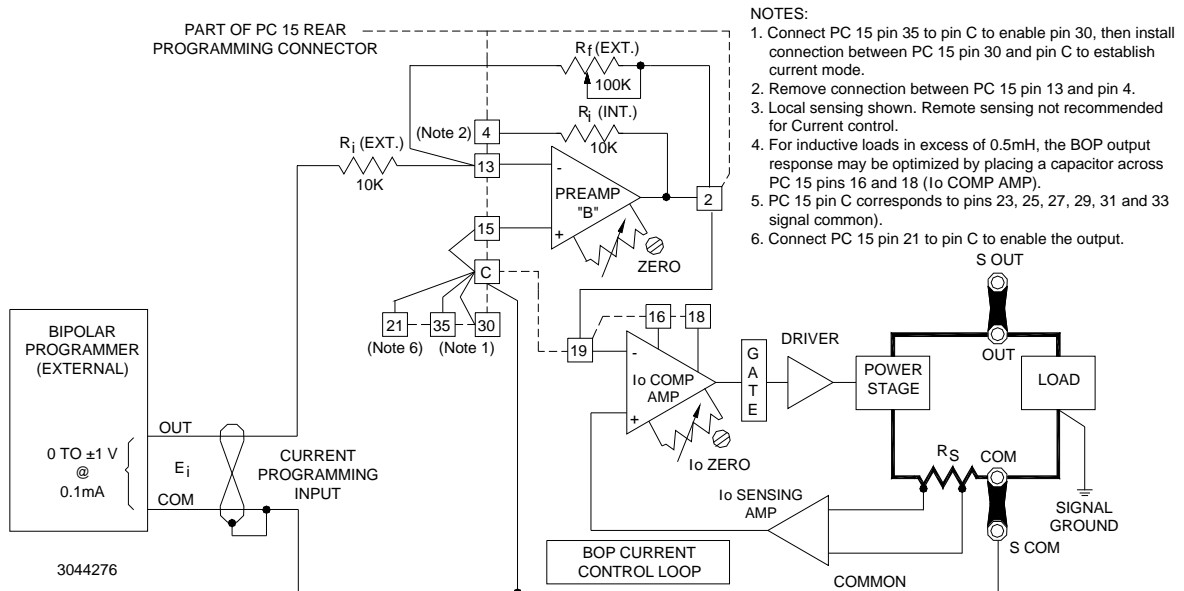 PART OF PC 15 REAR
PROGRAMMING CONNECTOR
Rf (EXT.)
100K
Ri (INT.)
10K
(Note 2)
4
Ri (EXT.)
10K
13
-
PREAMP
"B"
+
2
15
ZERO
C
21
35
30
(Note 6)
(Note 1)
16
18
19
-
Io COMP
AMP
+
Io ZERO
GATE
DRIVER
POWER
STAGE
S OUT
OUT
LOAD
RS
COM
Io SENSING
AMP
SIGNAL
GROUND
S COM
BOP CURRENT
CONTROL LOOP
COMMON
BIPOLAR
PROGRAMMER
(EXTERNAL)
OUT
0 TO ±1 V
@
0.1mA
Ei
COM
CURRENT
PROGRAMMING
INPUT
3044276
NOTES:
1. Connect PC 15 pin 35 to pin C to enable pin 30, then install
connection between PC 15 pin 30 and pin C to establish
current mode.
2. Remove connection between PC 15 pin 13 and pin 4.
3. Local sensing shown. Remote sensing not recommended
for Current control.
4. For inductive loads in excess of 0.5mH, the BOP output
response may be optimized by placing a capacitor across
PC 15 pins 16 and 18 (Io COMP AMP).
5. PC 15 pin C corresponds to pins 23, 25, 27, 29, 31 and 33
signal common).
6. Connect PC 15 pin 21 to pin C to enable the output.